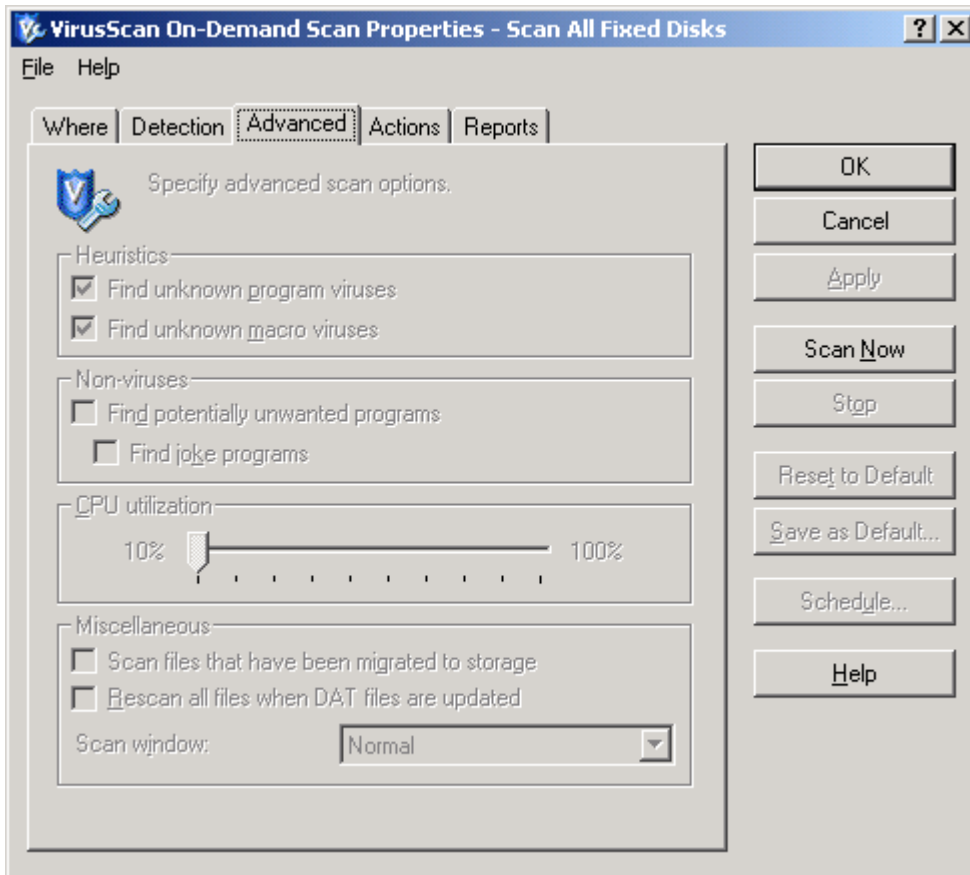 VirusScan On-Demand Scan Properties - Scan All Fixed Disks
File Help
Where Detection Advanced Actions Reports
Specify advanced scan options.
Heuristics
Find unknown program viruses
Find unknown macro viruses
Non-viruses
Find potentially unwanted programs
Find joke programs
CPU utilization
10% 100%
Miscellaneous
Scan files that have been migrated to storage
Rescan all files when DAT files are updated
Scan window: Normal
OK
Cancel
Apply
Scan Now
Stop
Reset to Default
Save as Default...
Schedule...
Help